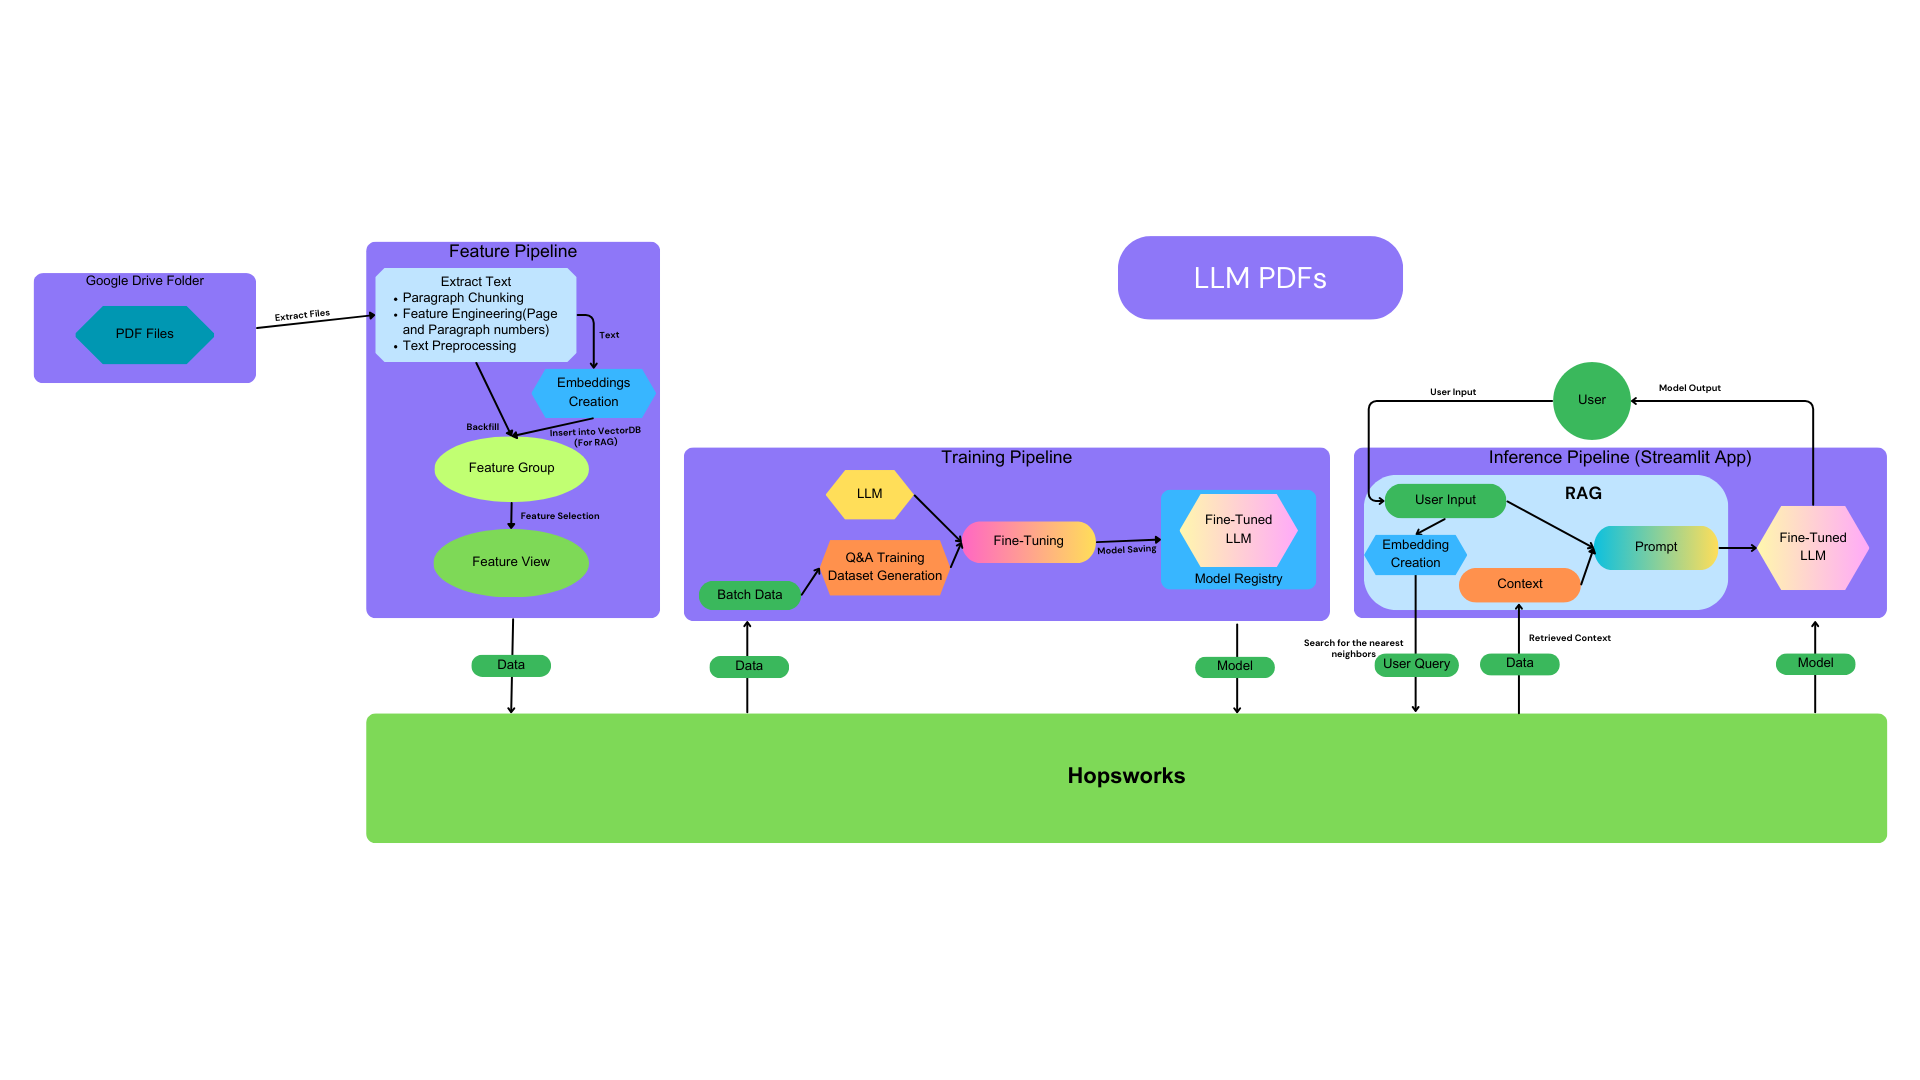 LLM PDFs
Google Drive Folder
PDF Files
Extract Files
Feature Pipeline
Extract Text
• Paragraph Chunking
• Feature Engineering(Page
and Paragraph numbers)
• Text Preprocessing
Text
Embeddings
Creation
Backfill
Insert into VectorDB
(For RAG)
Feature Group
Feature Selection
Feature View
Data
Training Pipeline
LLM
Q&A Training
Dataset Generation
Batch Data
Fine-Tuning
Model Saving
Fine-Tuned
LLM
Model Registry
Data
Model
User
User Input
Model Output
Inference Pipeline (Streamlit App)
RAG
User Input
Embedding
Creation
Context
Prompt
Fine-Tuned
LLM
Search for the nearest
neighbors
User Query
Data
Retrieved Context
Model
Hopsworks